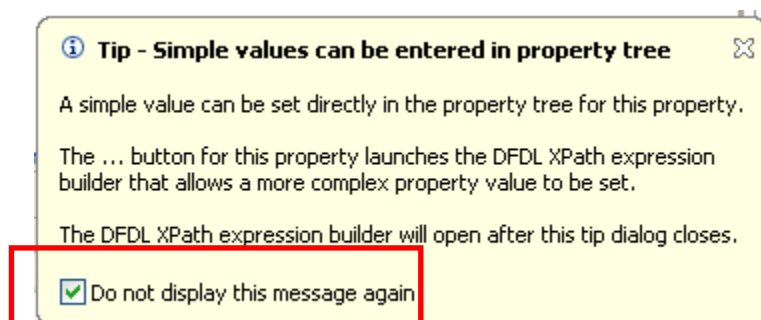 Tip - Simple values can be entered in property tree
A simple value can be set directly in the property tree for this property.
The ... button for this property launches the DFDL XPath expression
builder that allows a more complex property value to be set.
The DFDL XPath expression builder will open after this tip dialog closes.
Do not display this message again